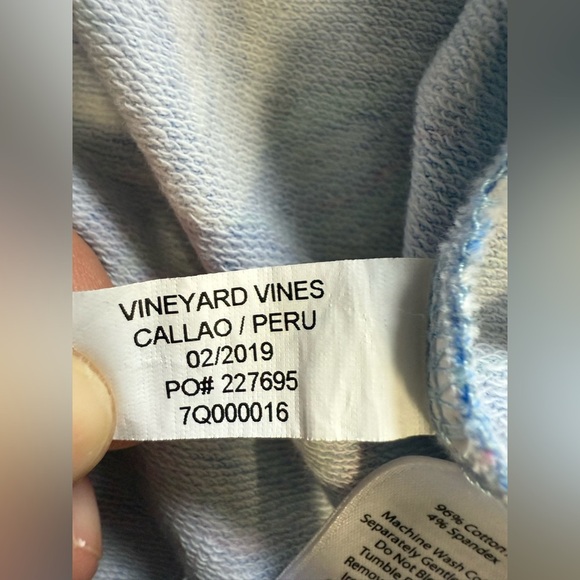 VINEYARD VINES
CALLAO / PERU
02/2019
PO# 227695
7Q000016
96% Cotton
4% Spandex
Machine Wash
Separately
Do Not
Tumble